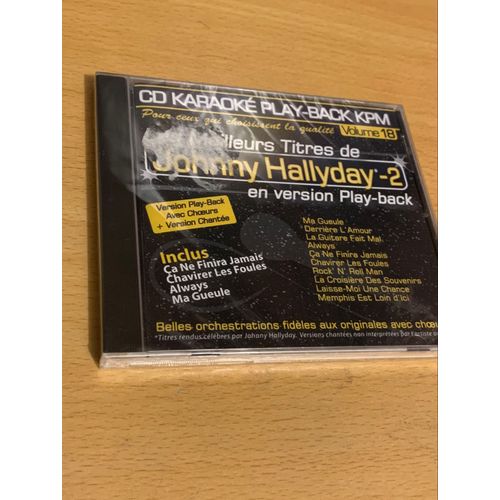 CD KARAOKÉ PLAY-BACK KPM
Pour ceux qui choisissent la qualité
Volume 18
Titres de
Johnny Hallyday*-2
en version Play-back
Version Play-Back
Avec Chœurs
+ Version Chantée
Inclus
Ça Ne Finira Jamais
Chavirer Les Foules
Always
Ma Gueule
Ma Gueule
Derrière L'Amour
La Guitare Fait Mal
Always
Ça Ne Finira Jamais
Chavirer Les Foules
Rock' N' Roll Man
La Croisière Des Souvenirs
Laisse-Moi Une Chance
Memphis Est Loin d'ici
Belles orchestrations fidèles aux originales avec
*Titres rendus célèbres par Johnny Hallyday. Versions chantées non interprétées par l'artiste